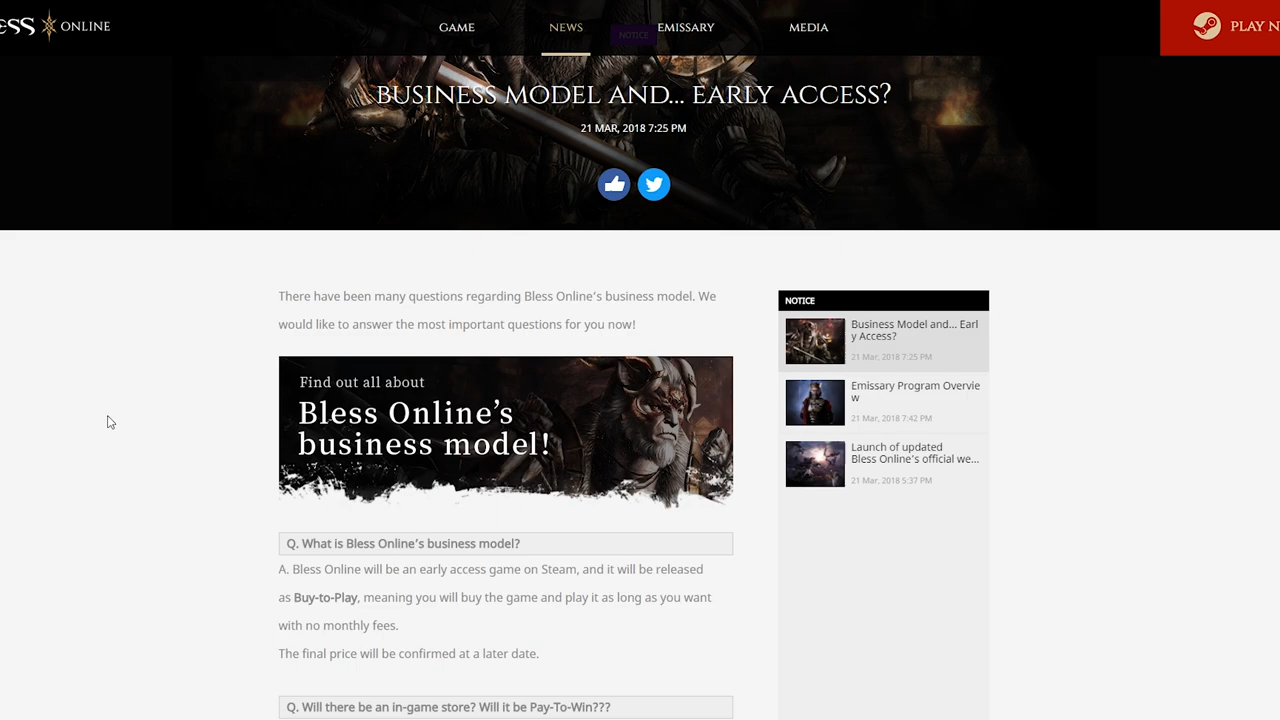 ess ONLINE
GAME
NEWS
EMISSARY
MEDIA
PLAY N
NOTICE
BUSINESS MODEL AND... EARLY ACCESS?
21 MAR, 2018 7:25 PM
There have been many questions regarding Bless Online's business model. We
would like to answer the most important questions for you now!
Find out all about
Bless Online's
business model!
Q. What is Bless Online's business model?
A. Bless Online will be an early access game on Steam, and it will be released
as Buy-to-Play, meaning you will buy the game and play it as long as you want
with no monthly fees.
The final price will be confirmed at a later date.
Q. Will there be an in-game store? Will it be Pay-To-Win???
NOTICE
Business Model and... Earl
y Access?
21 Mar, 2018 7:25 PM
Emissary Program Overvie
w
21 Mar, 2018 7:42 PM
Launch of updated
Bless Online's official we...
21 Mar, 2018 5:37 PM